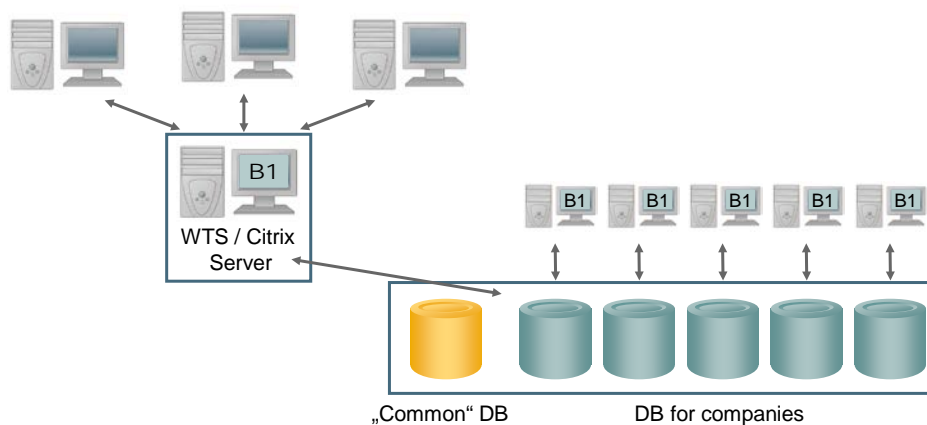 B1
WTS / Citrix
Server
B1 B1 B1 B1 B1
„Common“ DB
DB for companies